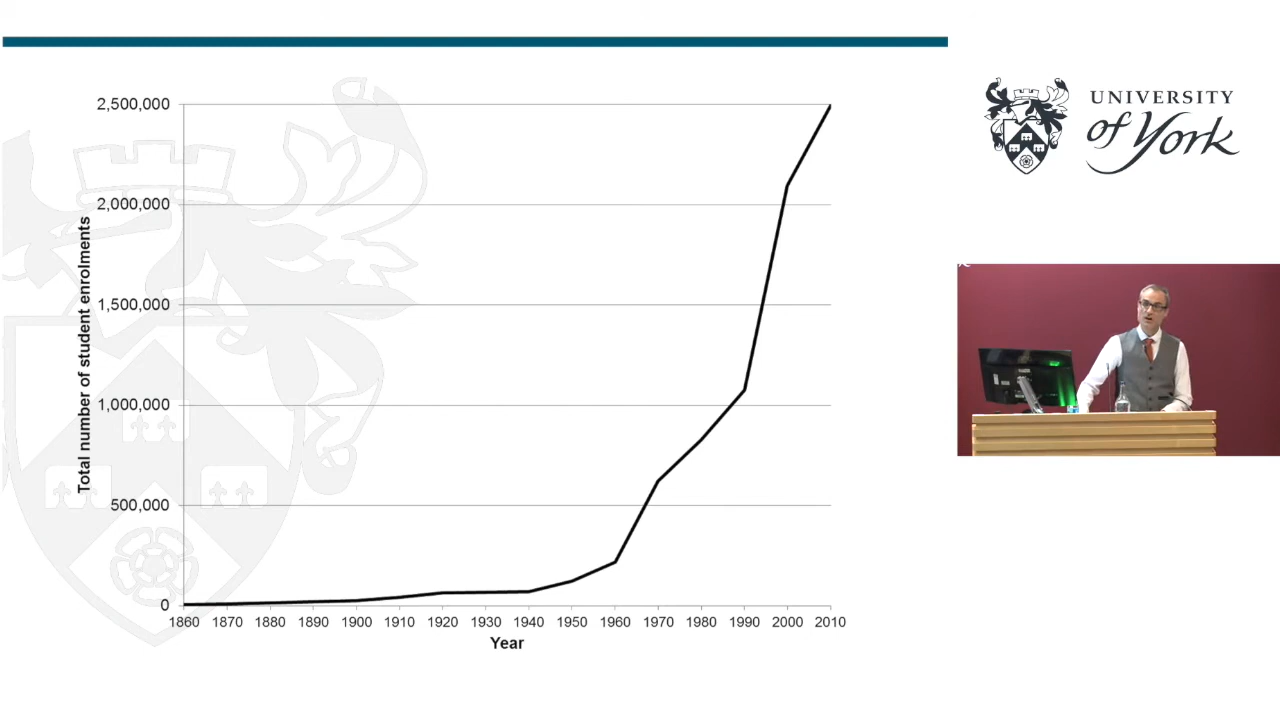 2,500,000
2,000,000
1,500,000
1,000,000
500,000
0
Total number of student enrolments
1860 1870 1880 1890 1900 1910 1920 1930 1940 1950 1960 1970 1980 1990 2000 2010
Year
UNIVERSITY
of York